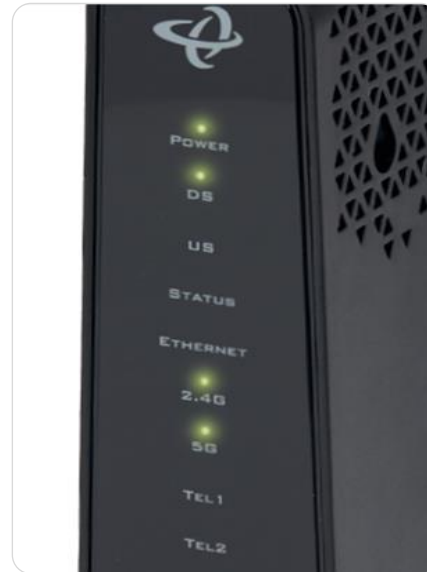 POWER
DS
US
STATUS
ETHERNET
2.4G
5G
TEL1
TEL2